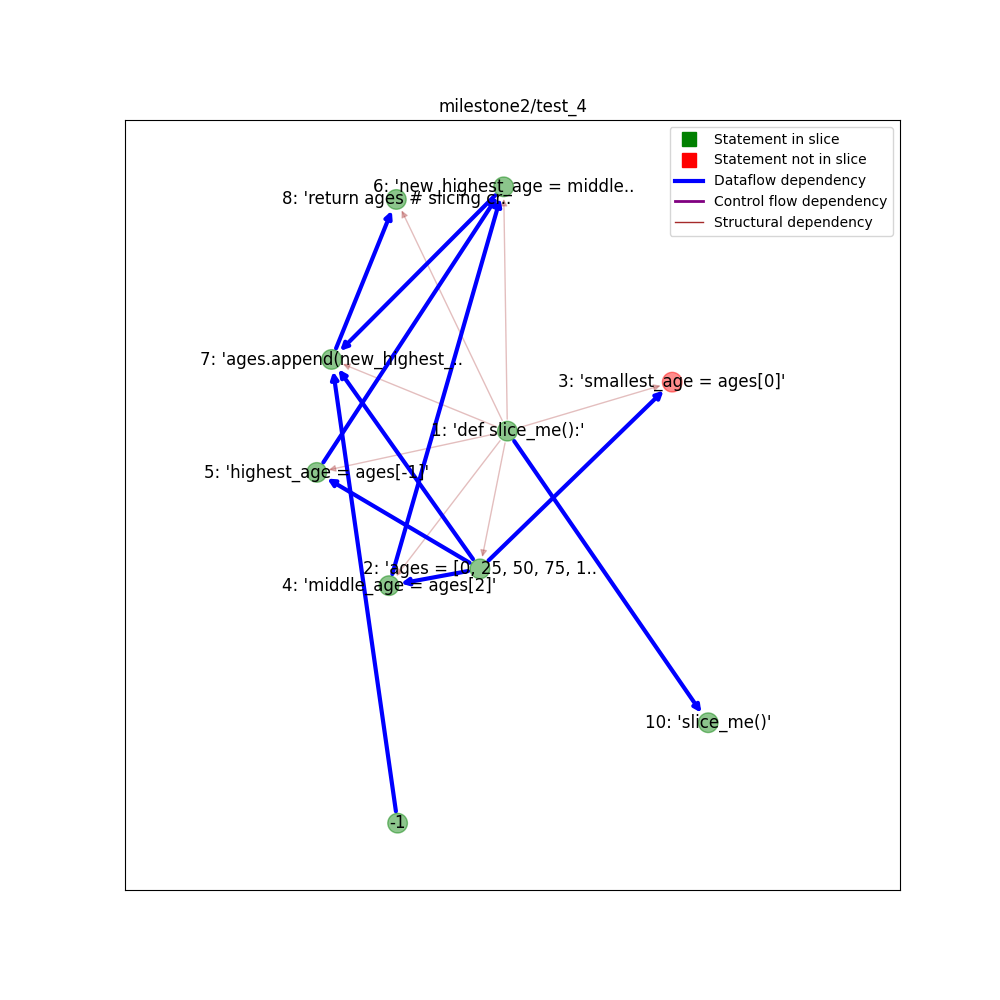 milestone2/test_4
Statement in slice
Statement not in slice
Dataflow dependency
Control flow dependency
Structural dependency
6: 'new_highest_age = middle..
8: 'return ages # slicing cr..
7: 'ages.append(new_highest_..
3: 'smallest_age = ages[0]'
1: 'def slice_me():'
5: 'highest_age = ages[-1]'
2: 'ages = [0, 25, 50, 75, 1..
4: 'middle_age = ages[2]'
10: 'slice_me()'
-1